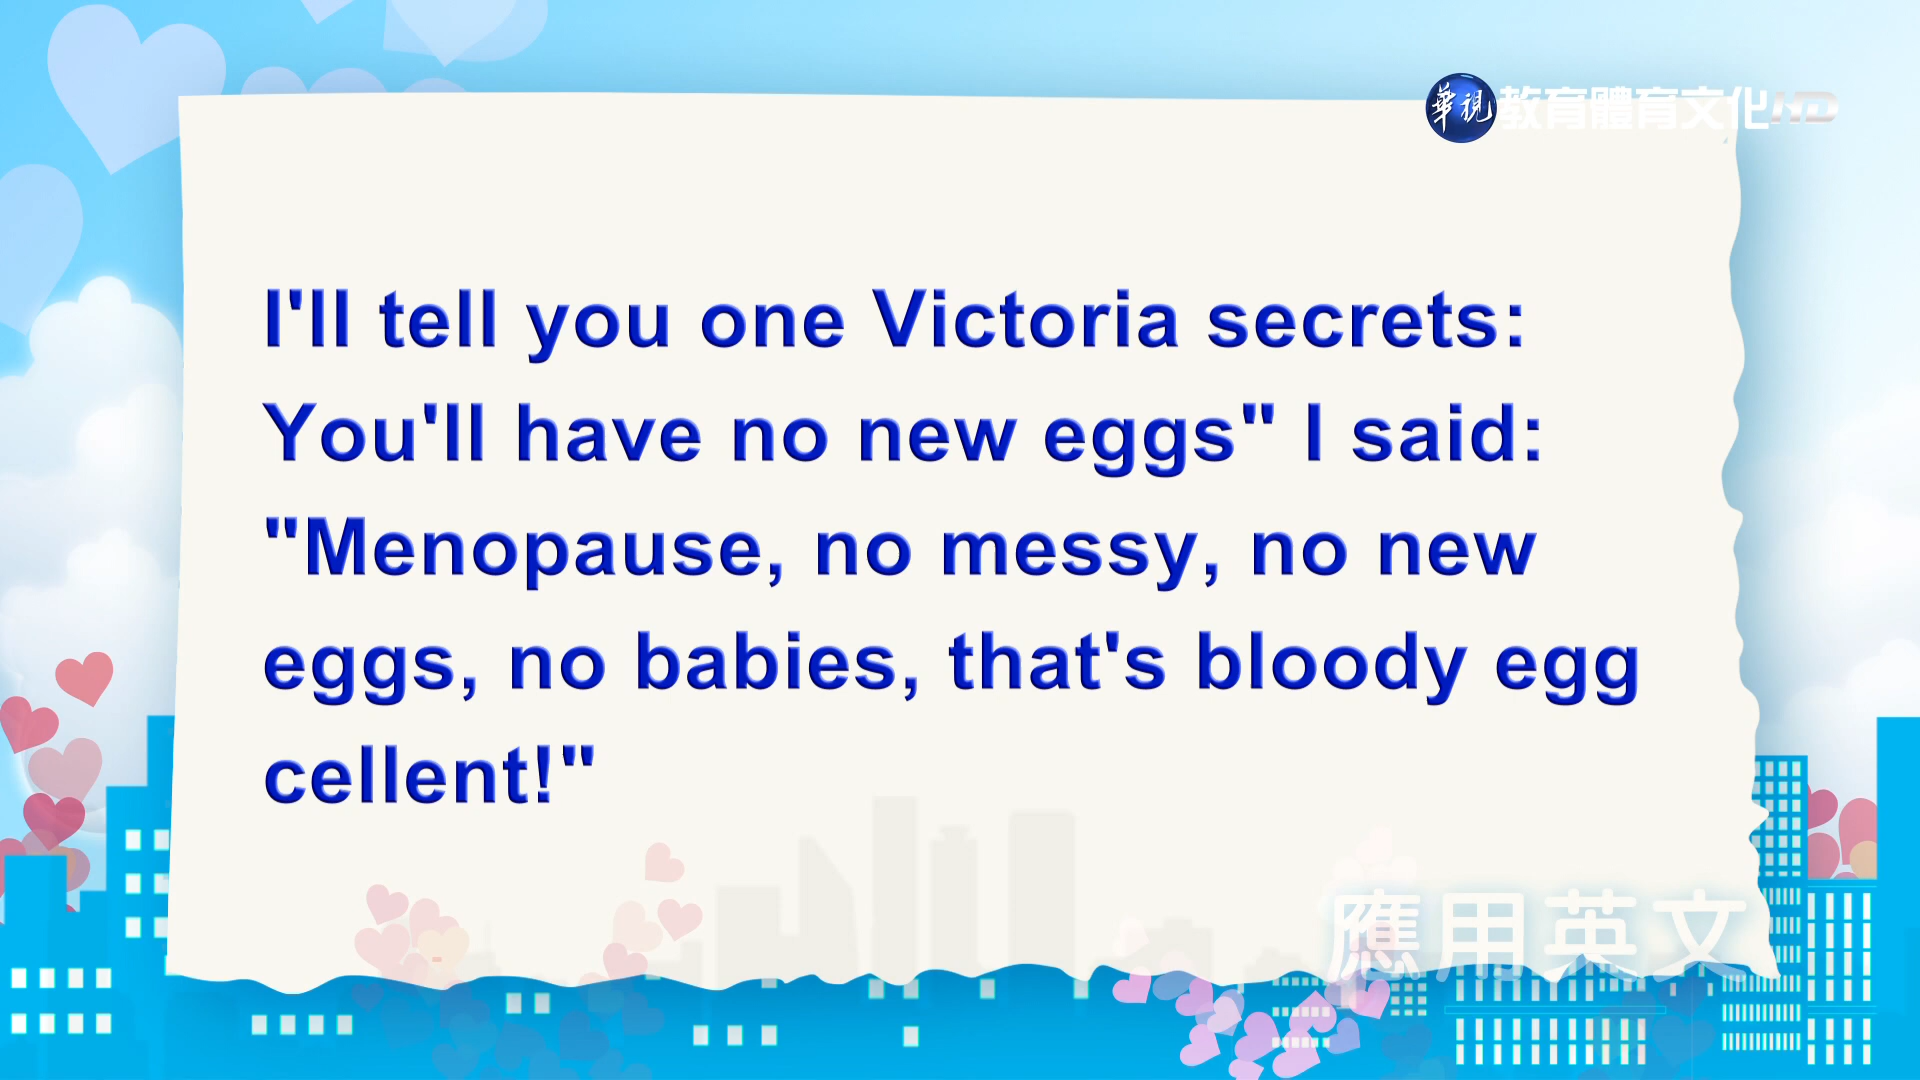 華視 教育體育文化HD
I'll tell you one Victoria secrets:
You'll have no new eggs" I said:
"Menopause, no messy, no new
eggs, no babies, that's bloody egg
cellent!"
應用英文